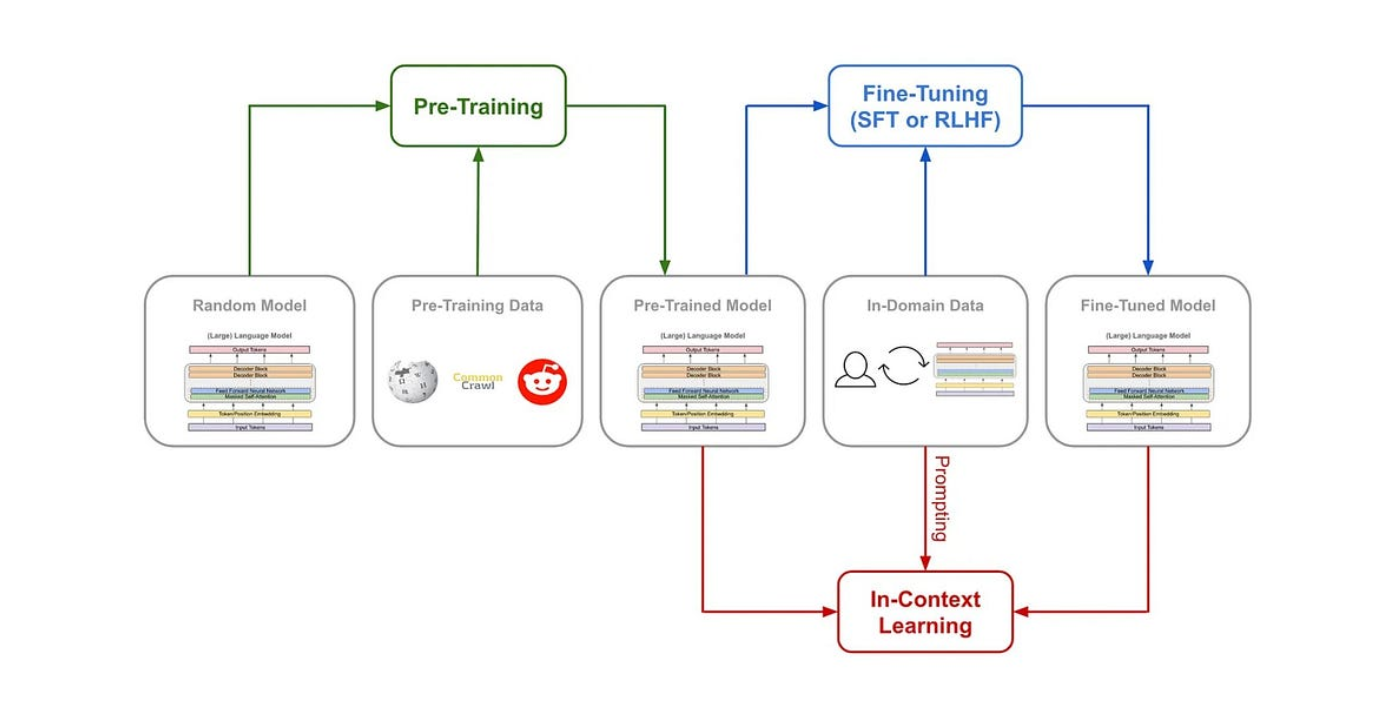 Pre-Training
Fine-Tuning
(SFT or RLHF)
Random Model
(Large) Language Model
Output Tokens
Decoder Block
Decoder Block
Feed Forward Neural Network
Masked Self-Attention
Token/Position Embedding
Input Tokens
Pre-Training Data
Common
Crawl
Pre-Trained Model
(Large) Language Model
Output Tokens
Decoder Block
Decoder Block
Feed Forward Neural Network
Masked Self-Attention
Token/Position Embedding
Input Tokens
In-Domain Data
Fine-Tuned Model
(Large) Language Model
Output Tokens
Decoder Block
Decoder Block
Feed Forward Neural Network
Masked Self-Attention
Token/Position Embedding
Input Tokens
Prompting
In-Context
Learning